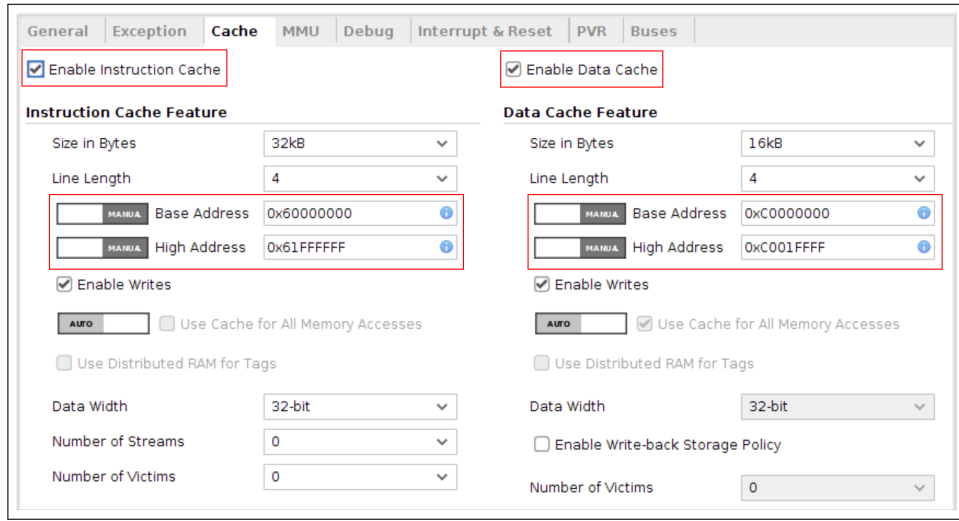 General Exception Cache MMU Debug Interrupt & Reset PVR Buses
Enable Instruction Cache
Instruction Cache Feature
Size in Bytes 32kB
Line Length 4
MANUA Base Address 0x60000000
MANUA High Address 0x61FFFFFF
Enable Writes
AUTO Use Cache for All Memory Accesses
Use Distributed RAM for Tags
Data Width 32-bit
Number of Streams 0
Number of Victims 0
Enable Data Cache
Data Cache Feature
Size in Bytes 16kB
Line Length 4
MANUA Base Address 0xC0000000
MANUA High Address 0xC001FFFF
Enable Writes
AUTO Use Cache for All Memory Accesses
Use Distributed RAM for Tags
Data Width 32-bit
Enable Write-back Storage Policy
Number of Victims 0